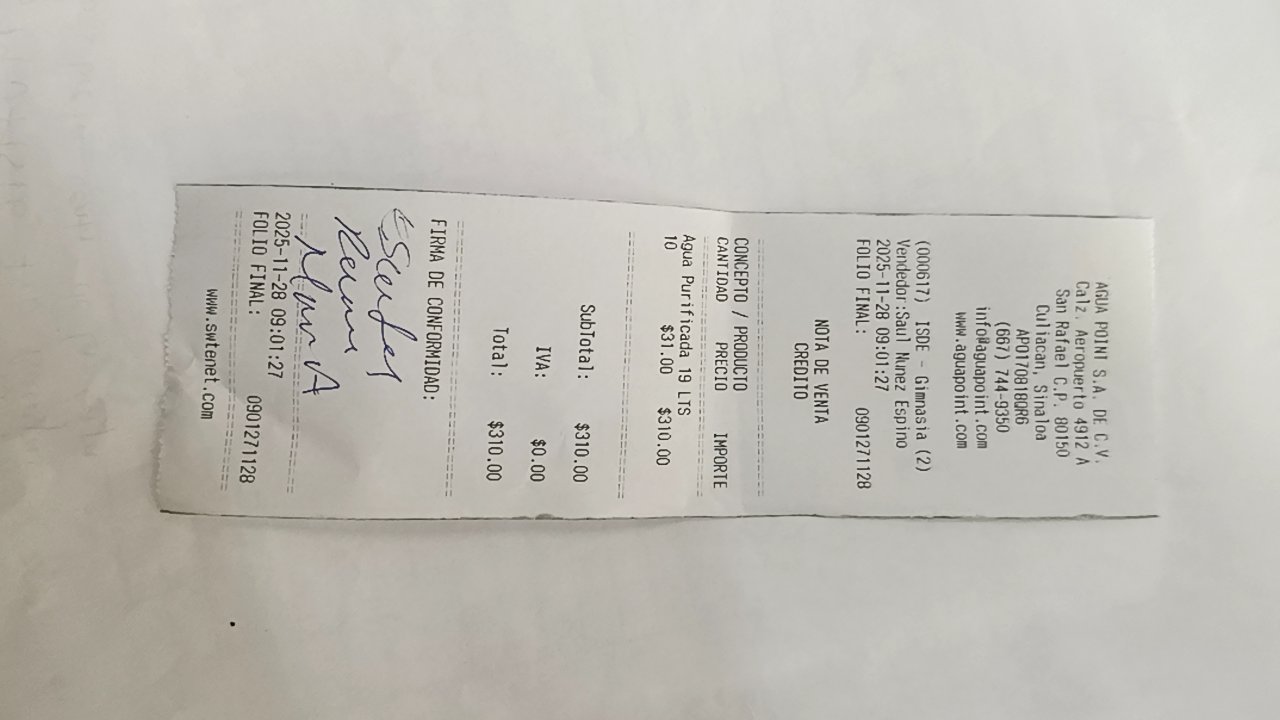 AGUA POINT S.A. DE C.V.
Calz. Aeropuerto 4912 A
San Rafael C.P. 80150
Culiacan, Sinaloa
APO170818QR6
(667) 744-9350
info@aguapoint.com
www.aguapoint.com
(000617) ISDE - Gimnasia (2)
Vendedor:Saul Nunez Espino
2025-11-28 09:01:27
FOLIO FINAL: 0901271128
NOTA DE VENTA
CREDITO
CONCEPTO / PRODUCTO
CANTIDAD PRECIO IMPORTE
Agua Purificada 19 LTS
10 $31.00 $310.00
SubTotal: $310.00
IVA: $0.00
Total: $310.00
FIRMA DE CONFORMIDAD:
2025-11-28 09:01:27
FOLIO FINAL: 0901271128
www.swtenet.com